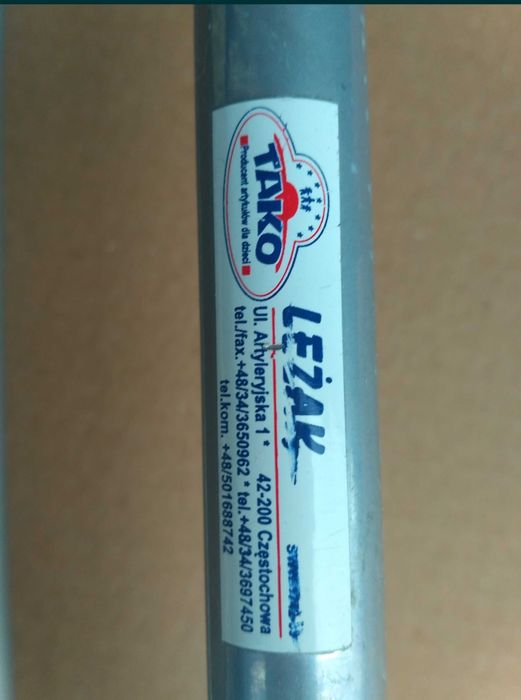 TAKO
Producent artykułów dla dzieci
LEŻAK
Ul. Artyleryjska 1 * 42-200 Częstochowa
tel./fax.+48/34/3650962 * tel.+48/34/3697450
tel.kom. +48/501688742